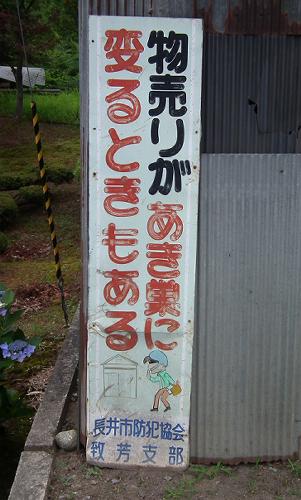 物売りがあき巣に
変るときもある
長井市防犯協会
致芳支部